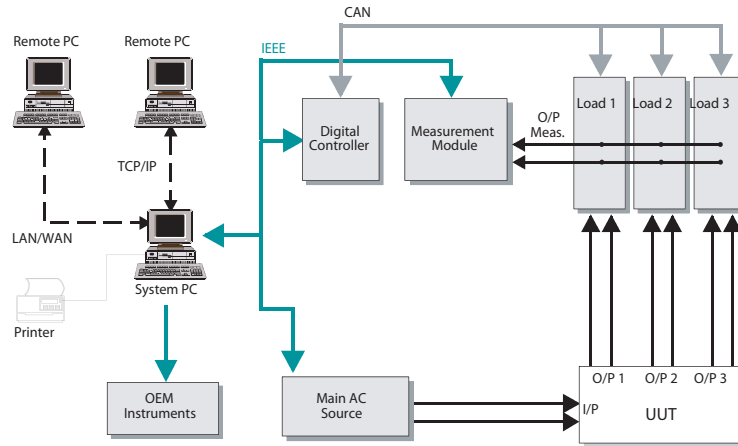 CAN
Remote PC
Remote PC
IEEE
Load 1
Load 2
Load 3
O/P
Meas.
Digital
Controller
Measurement
Module
TCP/IP
LAN/WAN
System PC
Printer
OEM
Instruments
Main AC
Source
O/P 1
O/P 2
O/P 3
I/P
UUT